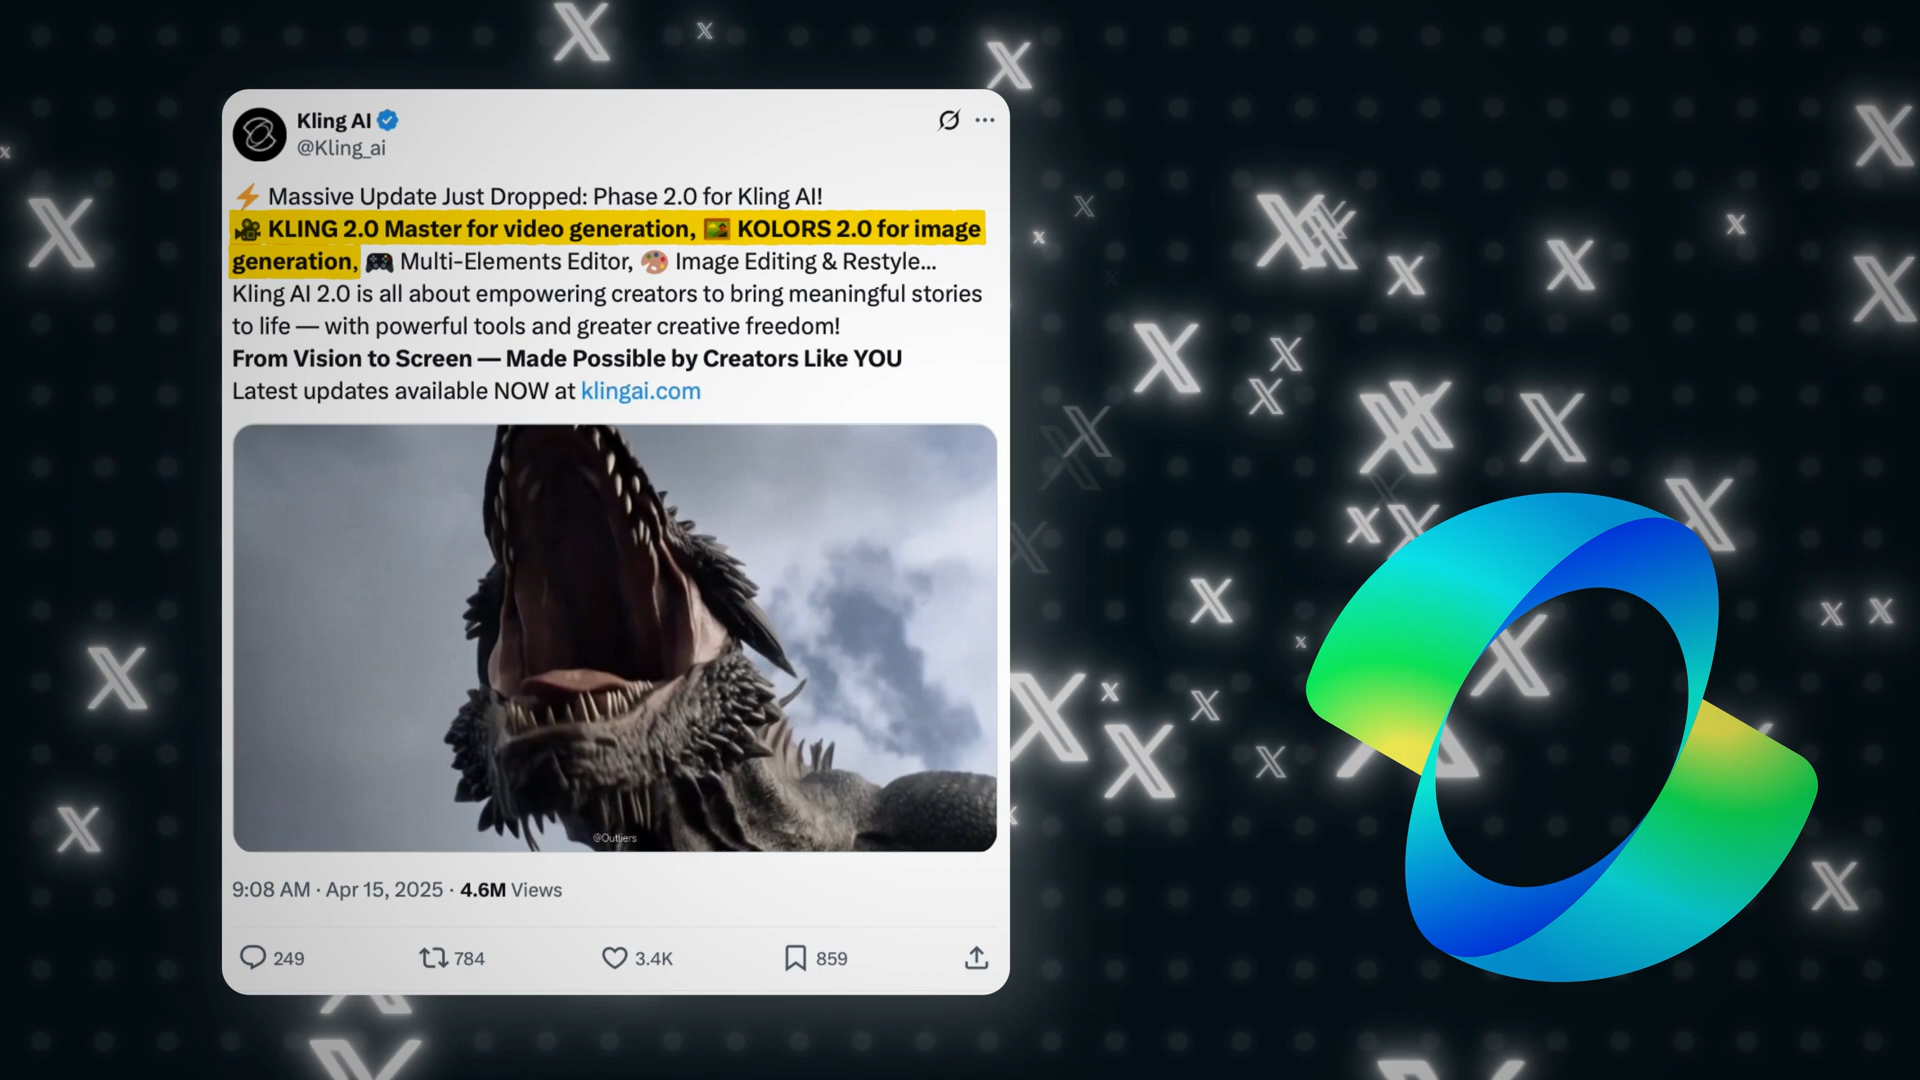 Kling AI
@Kling_ai
⚡ Massive Update Just Dropped: Phase 2.0 for Kling AI!
🎥 KLING 2.0 Master for video generation, 🖼️ KOLORS 2.0 for image
generation, 🎮 Multi-Elements Editor, 🎨 Image Editing & Restyle...
Kling AI 2.0 is all about empowering creators to bring meaningful stories
to life — with powerful tools and greater creative freedom!
From Vision to Screen — Made Possible by Creators Like YOU
Latest updates available NOW at klingai.com
@Outliers
9:08 AM · Apr 15, 2025 · 4.6M Views
249 784 3.4K 859